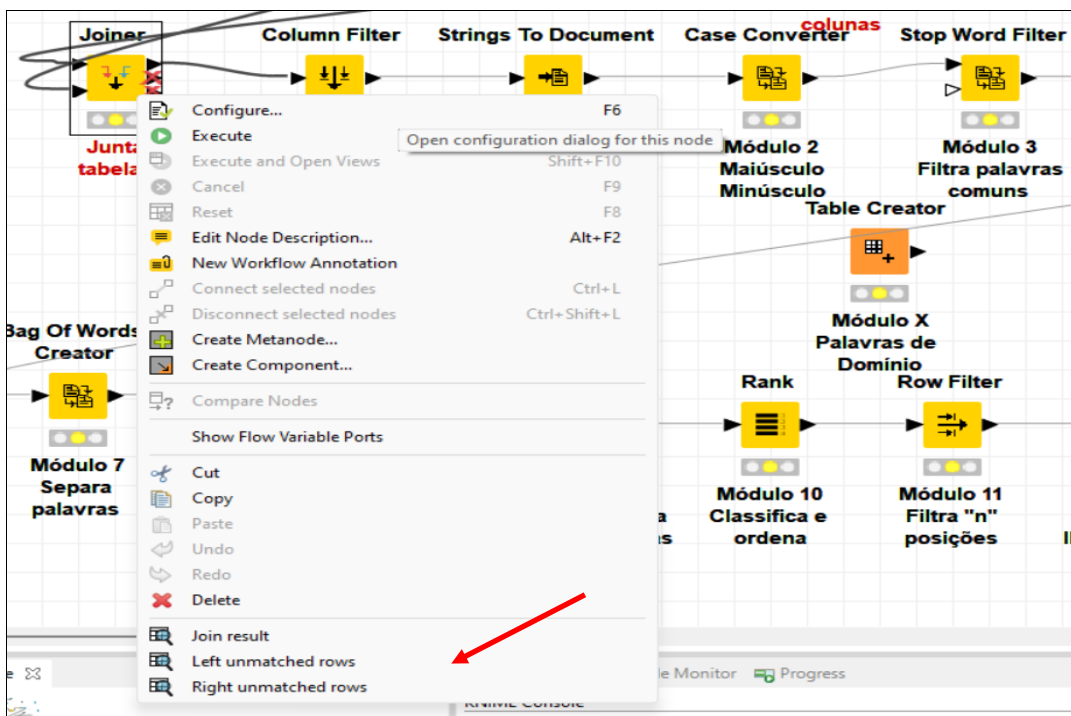 colunas
Joiner
Column Filter
Strings To Document
Case Converter
Stop Word Filter
Configure... F6
Execute
Open configuration dialog for this node
Execute and Open Views Shift+F10
Cancel F9
Reset F8
Edit Node Description... Alt+F2
New Workflow Annotation
Connect selected nodes Ctrl+L
Disconnect selected nodes Ctrl+Shift+L
Create Metanode...
Create Component...
Compare Nodes
Show Flow Variable Ports
Cut
Copy
Paste
Undo
Redo
Delete
Join result
Left unmatched rows
Right unmatched rows
Junta
tabela
Módulo 2
Maiúsculo
Minúsculo
Módulo 3
Filtra palavras
comuns
Table Creator
Módulo X
Palavras de
Domínio
Bag Of Words
Creator
Módulo 7
Separa
palavras
Rank
Módulo 10
Classifica e
ordena
Row Filter
Módulo 11
Filtra "n"
posições
Monitor
Progress
KNIME Console